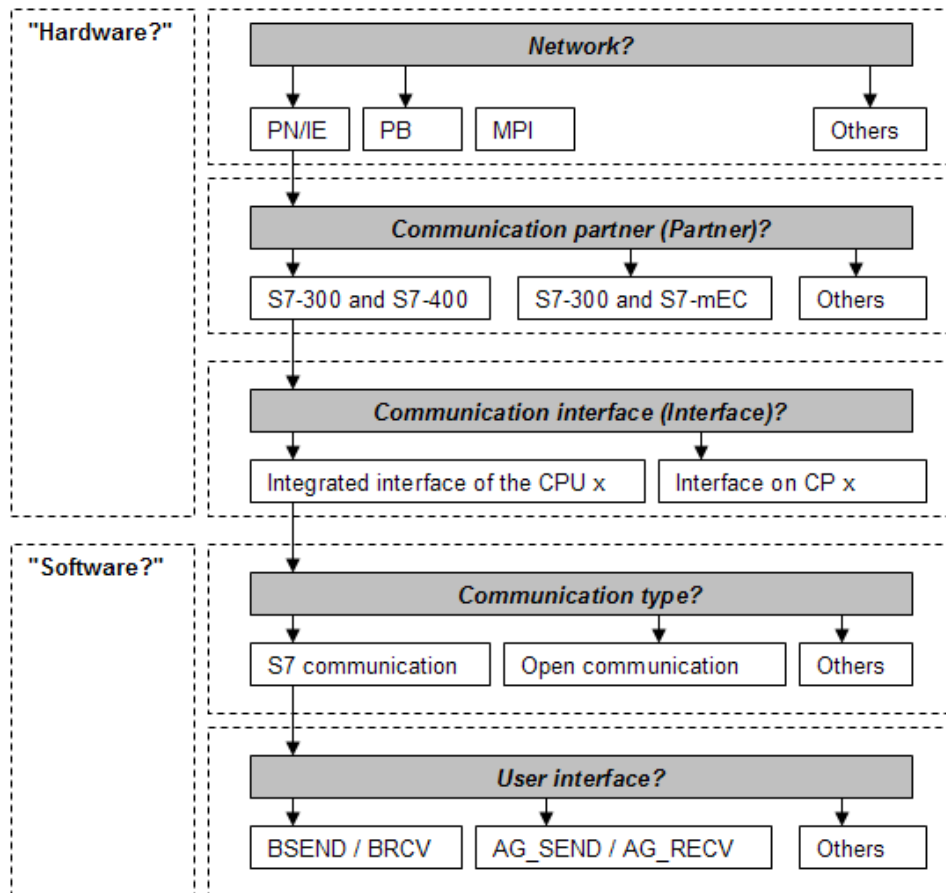 "Hardware?"
Network?
PN/IE
PB
MPI
Others
Communication partner (Partner)?
S7-300 and S7-400
S7-300 and S7-mEC
Others
Communication interface (Interface)?
Integrated interface of the CPU x
Interface on CP x
"Software?"
Communication type?
S7 communication
Open communication
Others
User interface?
BSEND / BRCV
AG_SEND / AG_RECV
Others